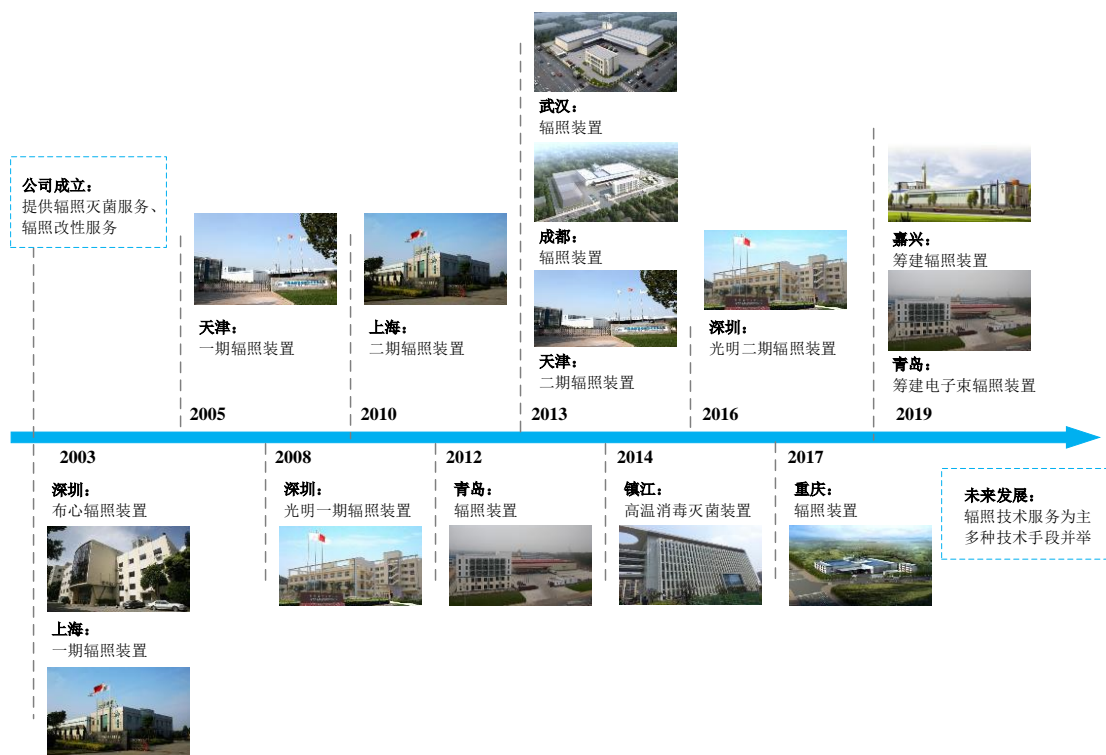 公司成立：
提供辐照灭菌服务、
辐照改性服务
2003
深圳：
布心辐照装置
上海：
一期辐照装置
天津：
一期辐照装置
2005
2008
深圳：
光明一期辐照装置
上海：
二期辐照装置
2010
2012
青岛：
辐照装置
武汉：
辐照装置
成都：
辐照装置
天津：
二期辐照装置
2013
2014
镇江：
高温消毒灭菌装置
深圳：
光明二期辐照装置
2016
2017
重庆：
辐照装置
嘉兴：
筹建辐照装置
青岛：
筹建电子束辐照装置
2019
未来发展：
辐照技术服务为主
多种技术手段并举